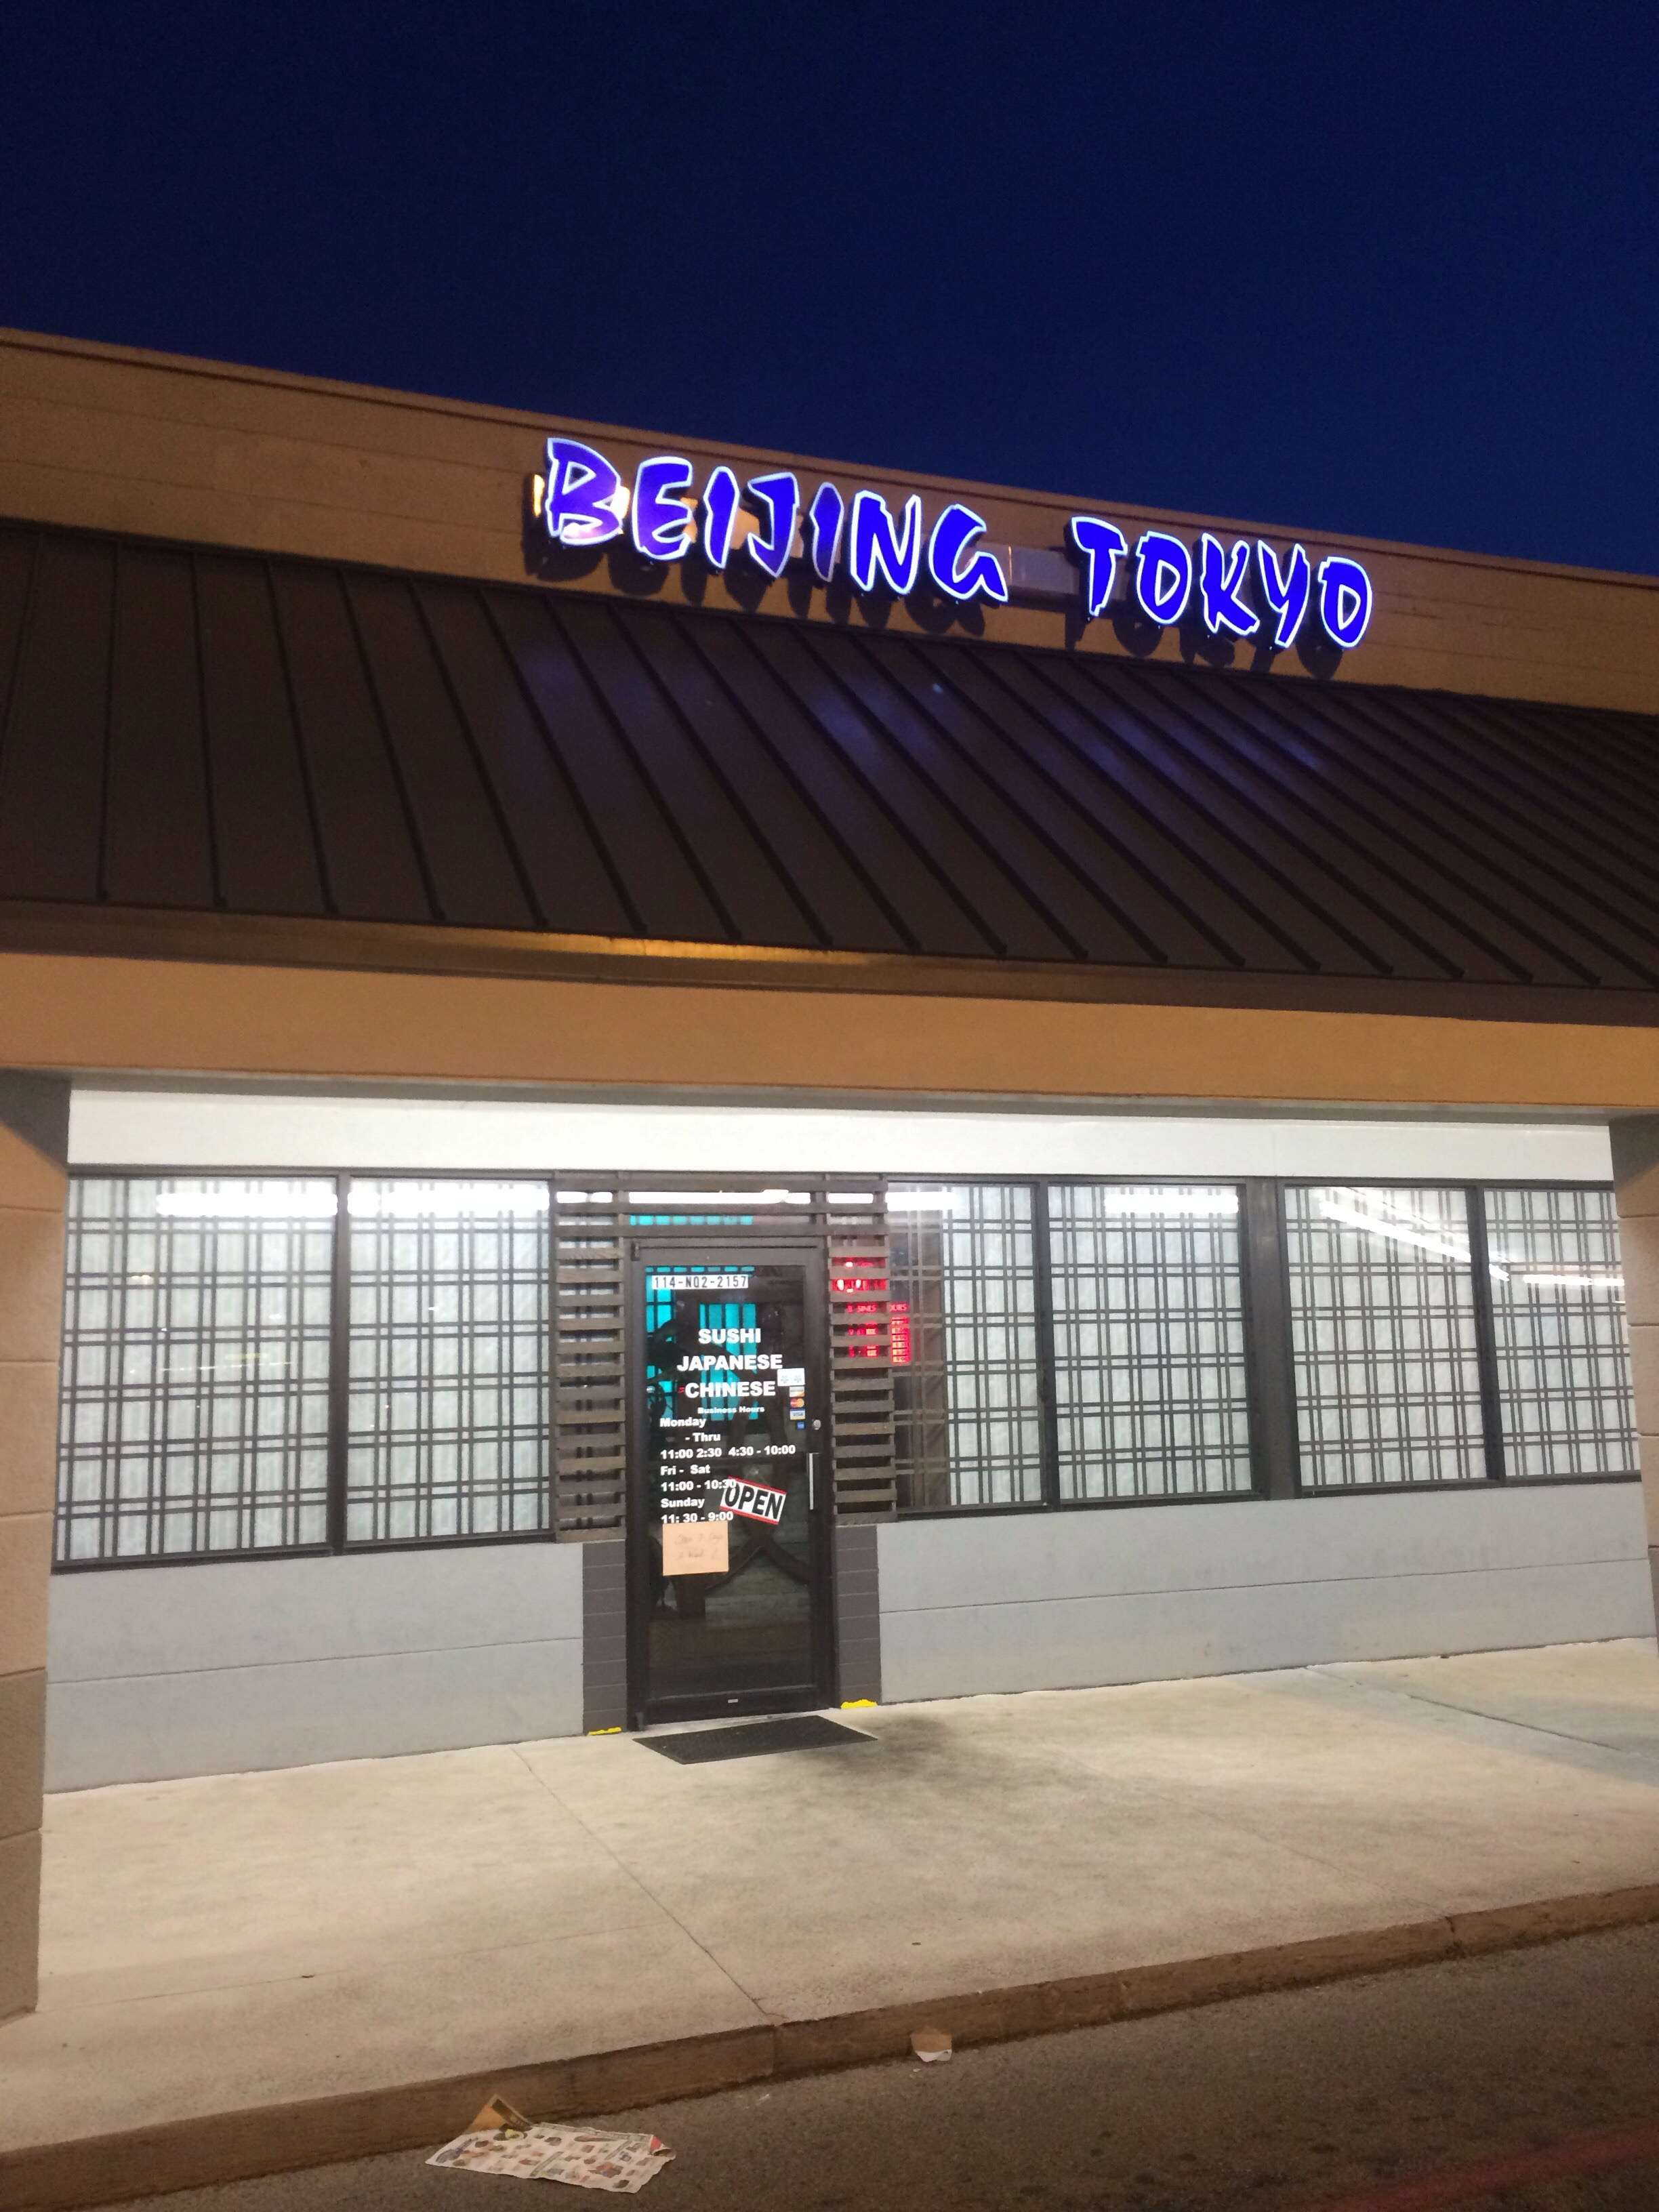 BEIJING TOKYO
114-N02-2157
SUSHI
JAPANESE
CHINESE
Business Hours
Monday
- Thru
11:00 2:30 4:30 - 10:00
Fri - Sat
11:00 - 10:30
Sunday
11: 30 - 9:00
OPEN